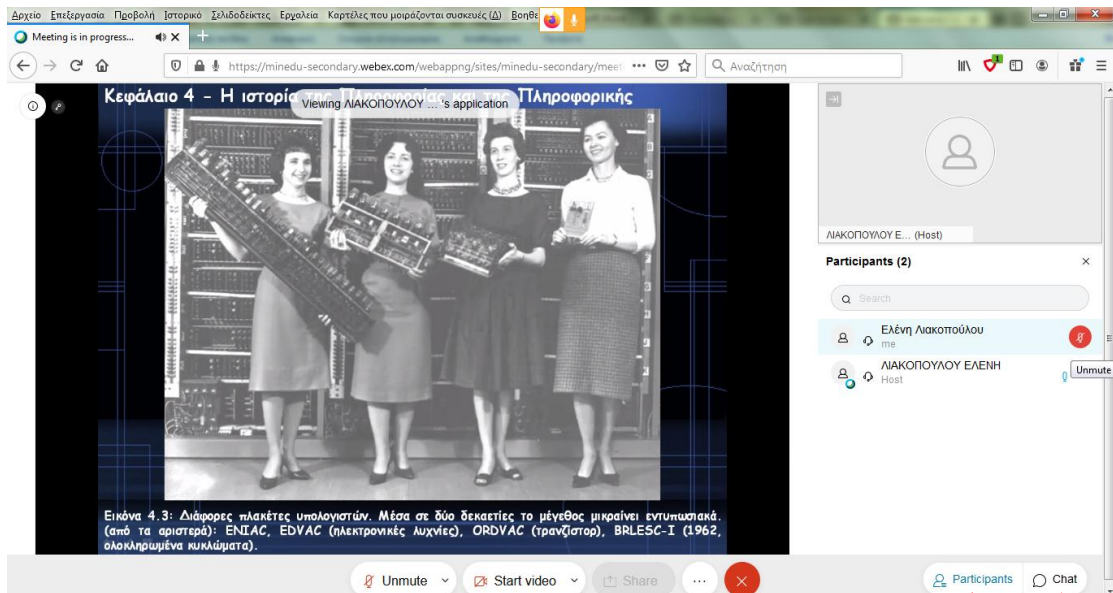 Αρχείο Επεξεργασία Προβολή Ιστορικό Σελιδοδείκτες Εργαλεία Καρτέλες που μοιράζονται συσκευές (Δ) Βοηθε
Meeting is in progress...
https://minedu-secondary.webex.com/webappng/sites/minedu-secondary/meet
Αναζήτηση
Κεφάλαιο 4 - Η ιστορία της Πληροφορίας και της Πληροφορικής
Viewing ΛΙΑΚΟΠΟΥΛΟΥ ... 's application
ΛΙΑΚΟΠΟΥΛΟΥ Ε... (Host)
Participants (2)
Search
Ελένη Λιακοπούλου
me
ΛΙΑΚΟΠΟΥΛΟΥ ΕΛΕΝΗ
Host
Unmute
Εικόνα 4.3: Διάφορες πλακέτες υπολογιστών. Μέσα σε δύο δεκαετίες το μέγεθος μικραίνει εντυπωσιακά.
(από τα αριστερά): ENIAC, EDVAC (ηλεκτρονικές λυχνίες), ORDVAC (τρανζίστορ), BRLESC-I (1962,
ολοκληρωμένα κυκλώματα).
Unmute
Start video
Share
Participants
Chat